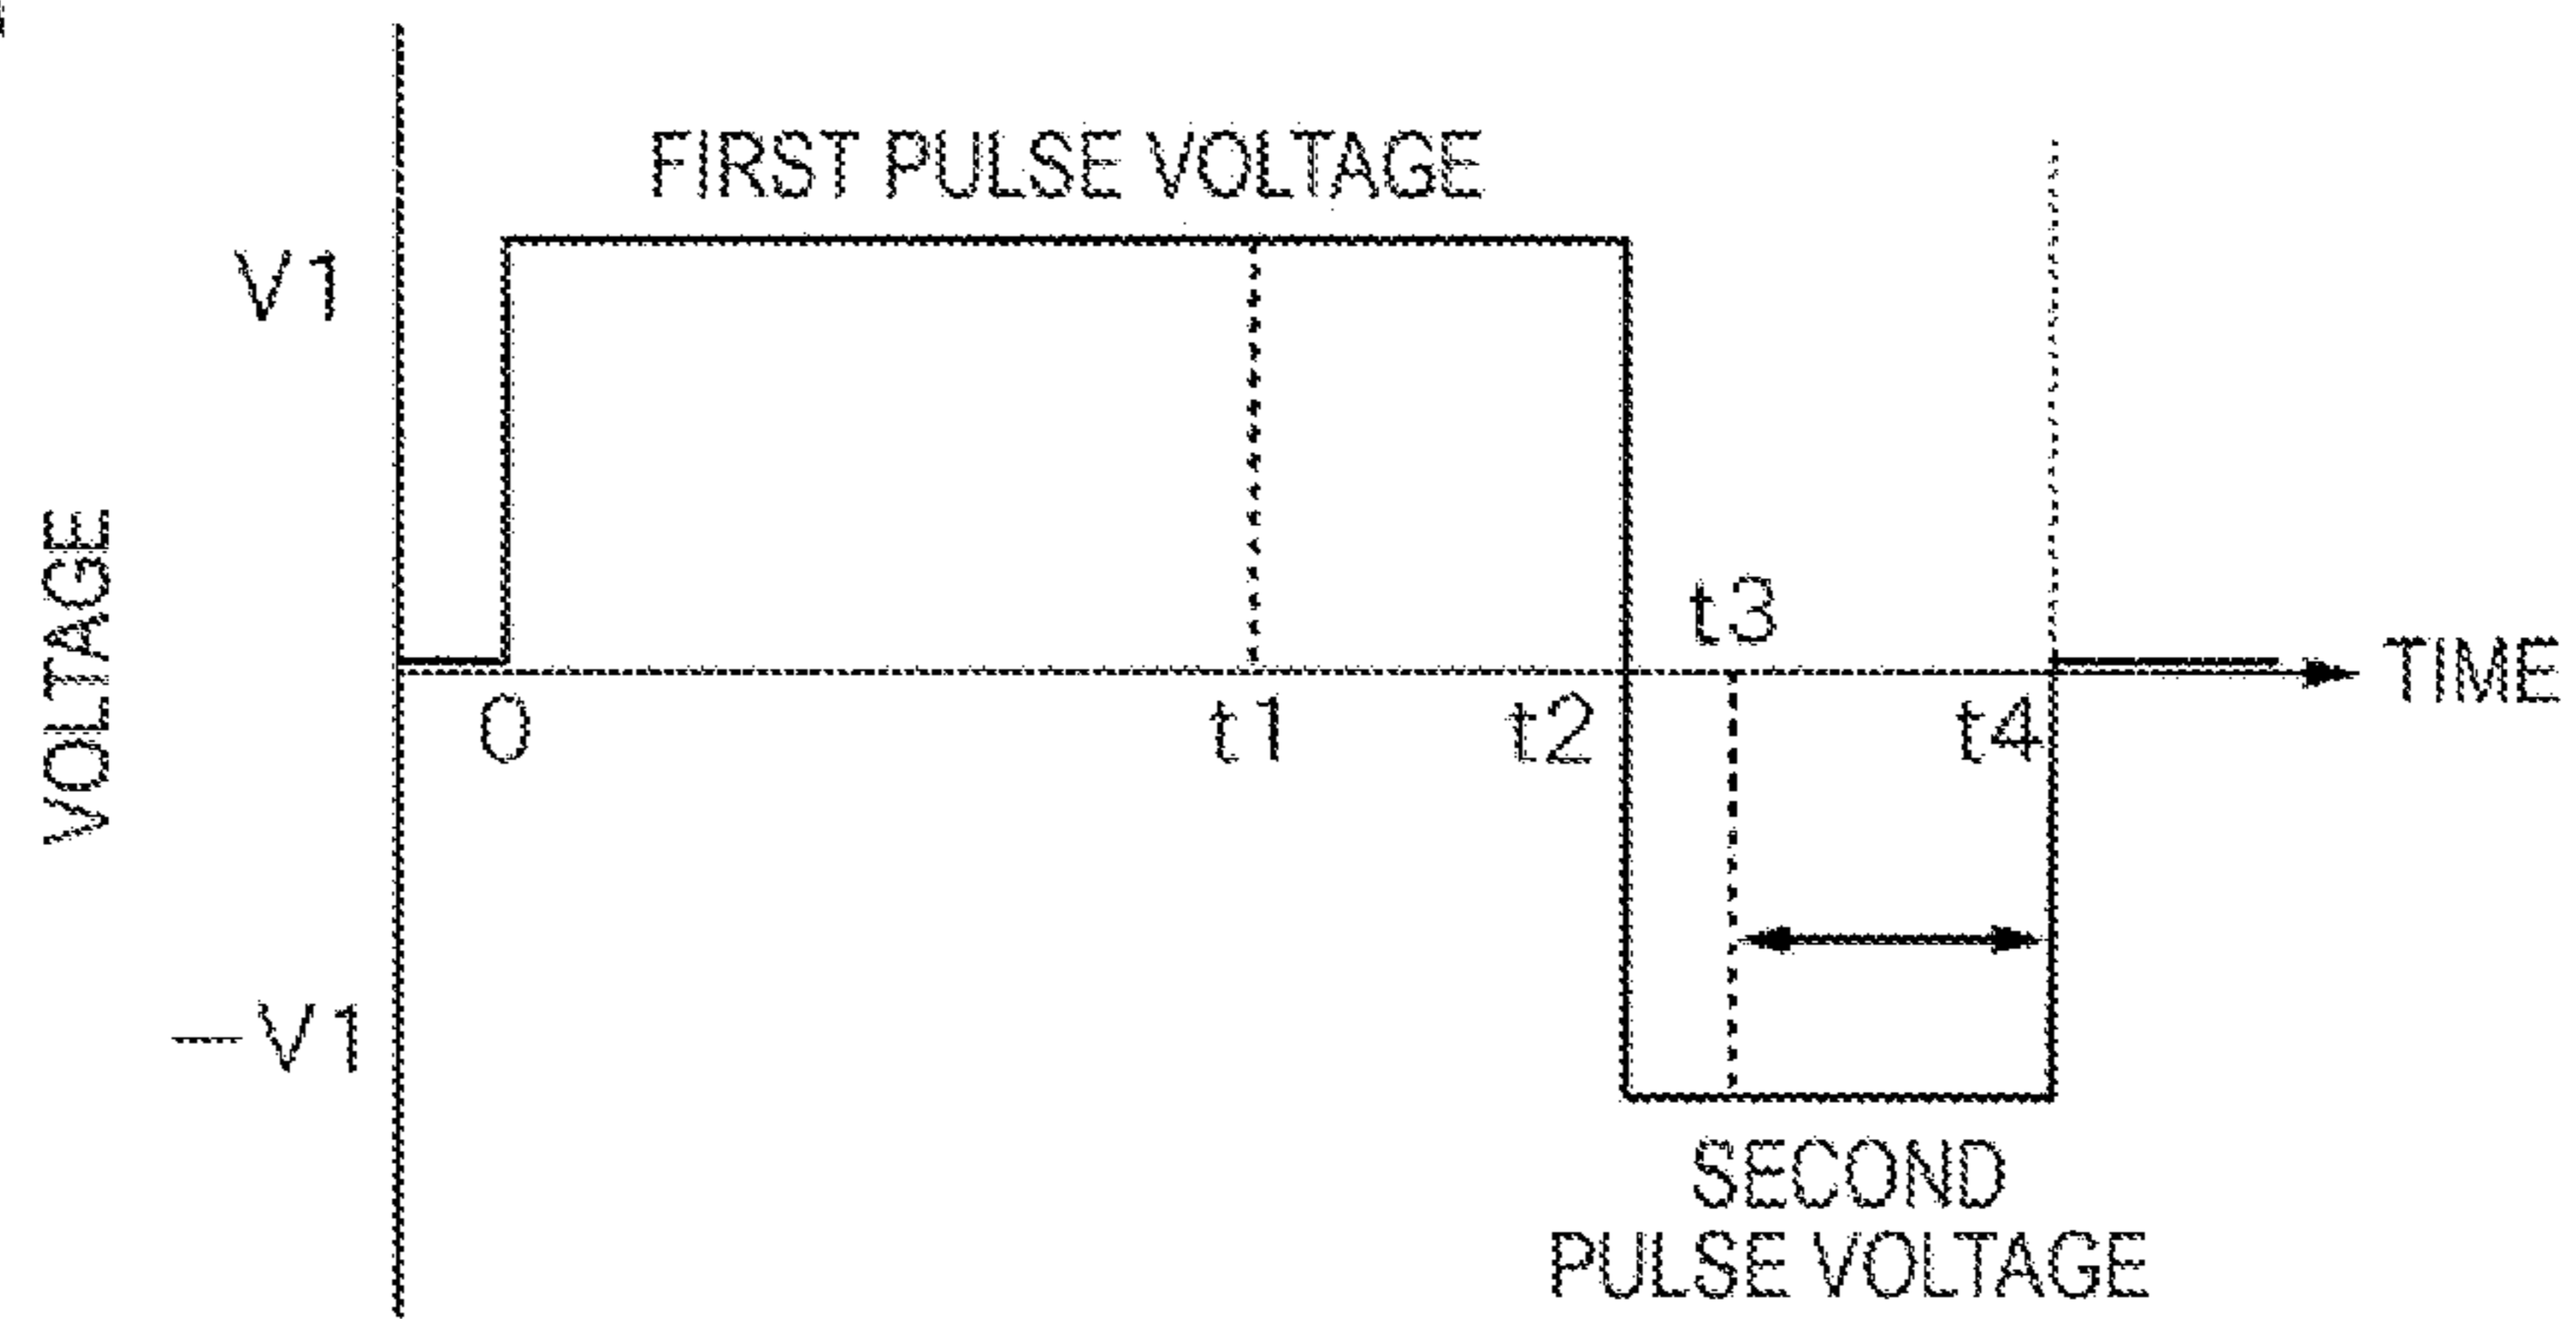 FIRST PULSE VOLTAGE
V1
VOLTAGE
t3
TIME
0
t1
t2
t4
−V1
SECOND
PULSE VOLTAGE